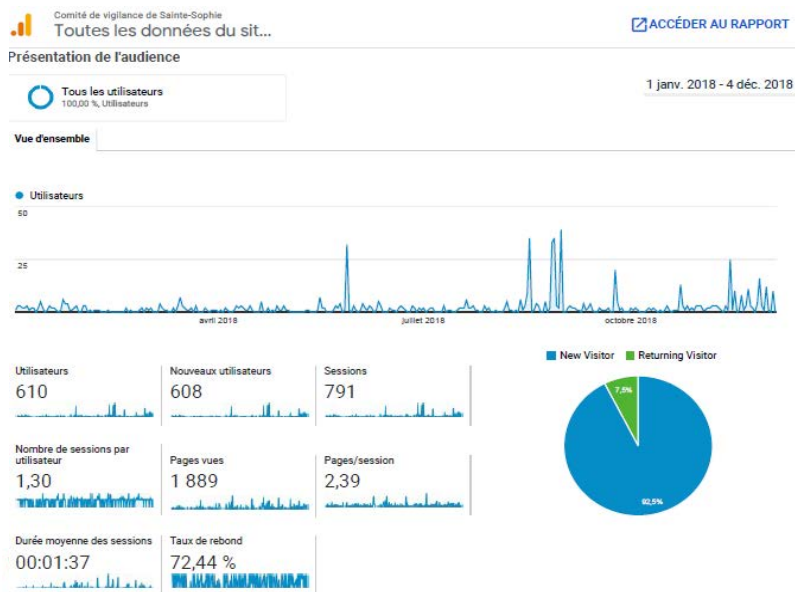 Comité de vigilance de Sainte-Sophie
Toutes les données du sit...
ACCÉDER AU RAPPORT
Présentation de l'audience
Tous les utilisateurs
100,00 %, Utilisateurs
1 janv. 2018 - 4 déc. 2018
Vue d'ensemble
Utilisateurs
50
25
avril 2018
juillet 2018
octobre 2018
New Visitor
Returning Visitor
Utilisateurs
610
Nouveaux utilisateurs
608
Sessions
791
7,5%
92,5%
Nombre de sessions par
utilisateur
1,30
Pages vues
1 889
Pages/session
2,39
Durée moyenne des sessions
00:01:37
Taux de rebond
72,44 %